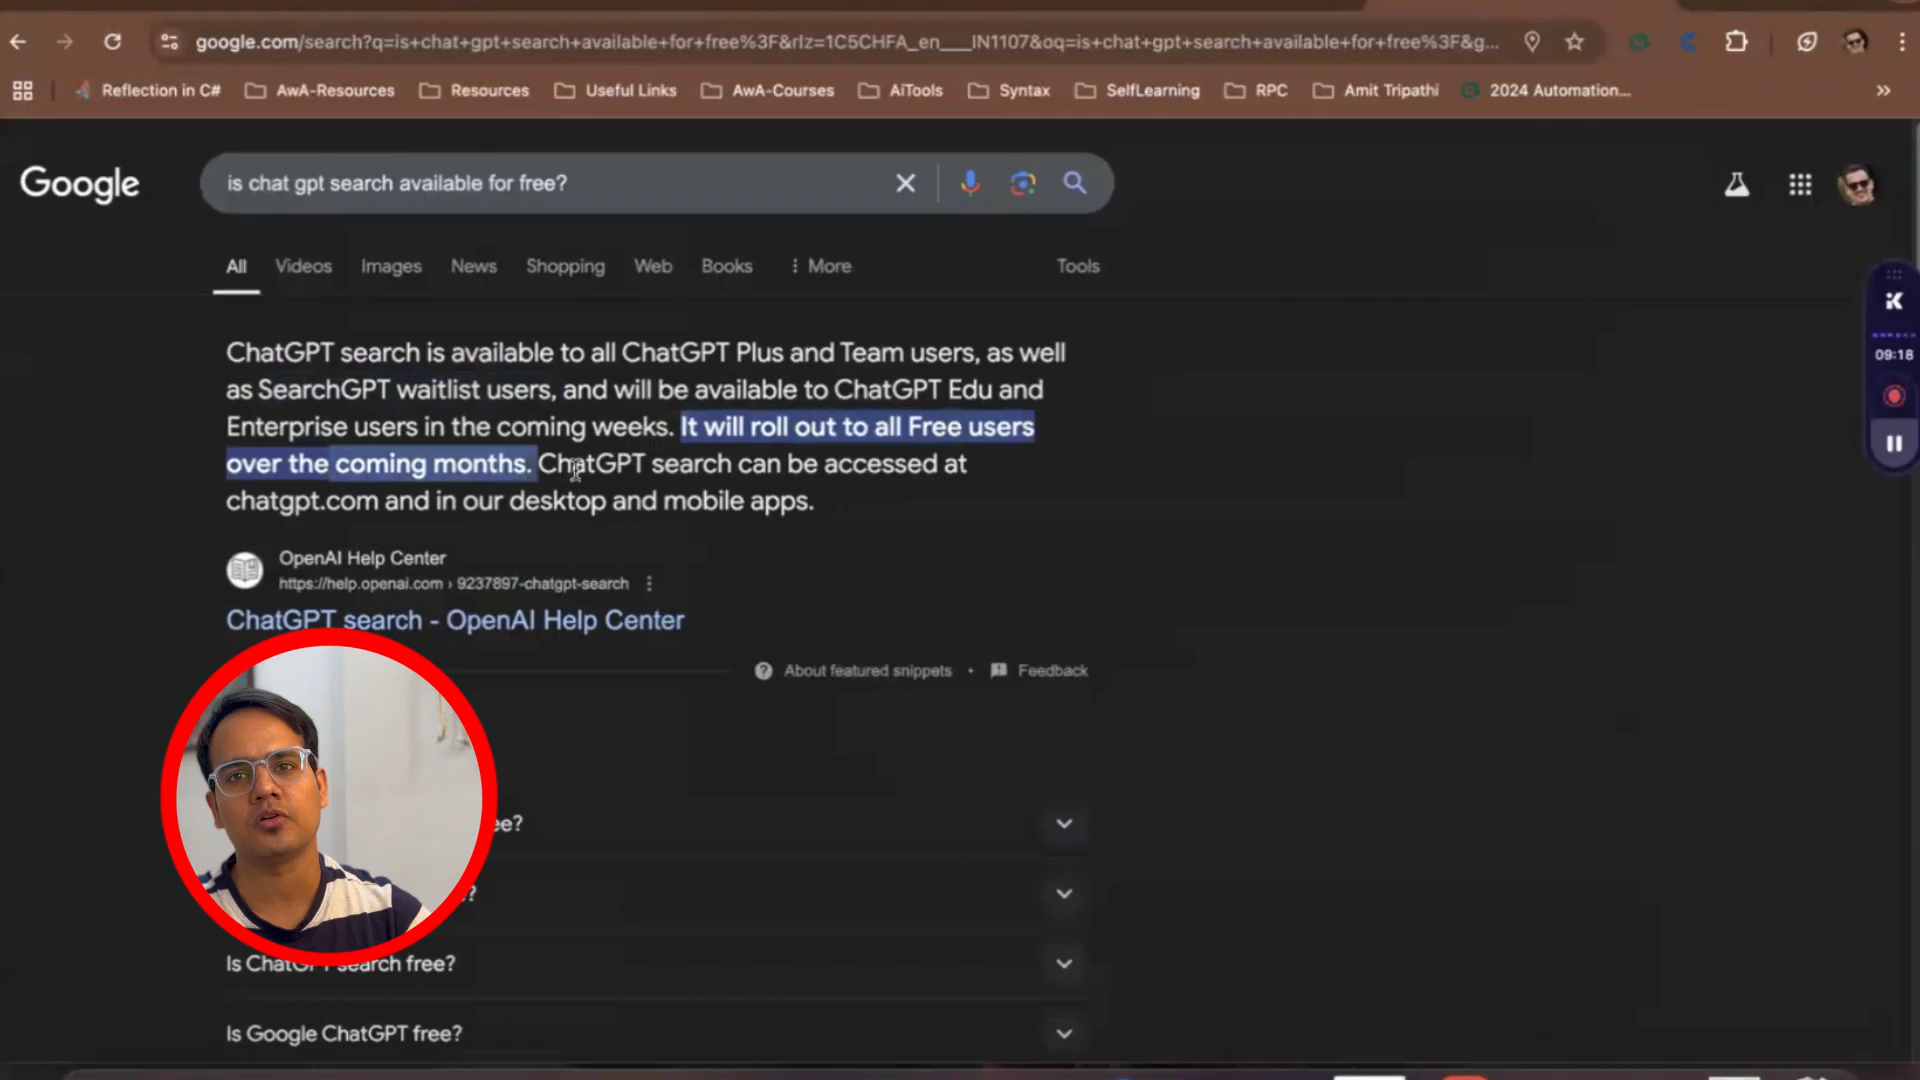 google.com/search?q=is+chat+gpt+search+available+for+free%3F&rlz=1C5CHFA_en___IN1107&oq=is+chat+gpt+search+available+for+free%3F&g...
Reflection in C# AwA-Resources Resources Useful Links AwA-Courses AiTools Syntax SelfLearning RPC Amit Tripathi 2024 Automation... »
Google is chat gpt search available for free?
All Videos Images News Shopping Web Books More Tools
ChatGPT search is available to all ChatGPT Plus and Team users, as well
as SearchGPT waitlist users, and will be available to ChatGPT Edu and
Enterprise users in the coming weeks. It will roll out to all Free users
over the coming months. ChatGPT search can be accessed at
chatgpt.com and in our desktop and mobile apps.
09:18
OpenAI Help Center
https://help.openai.com › 9237897-chatgpt-search
ChatGPT search - OpenAI Help Center
About featured snippets • Feedback
ee?
?
Is ChatGPT search free?
Is Google ChatGPT free?